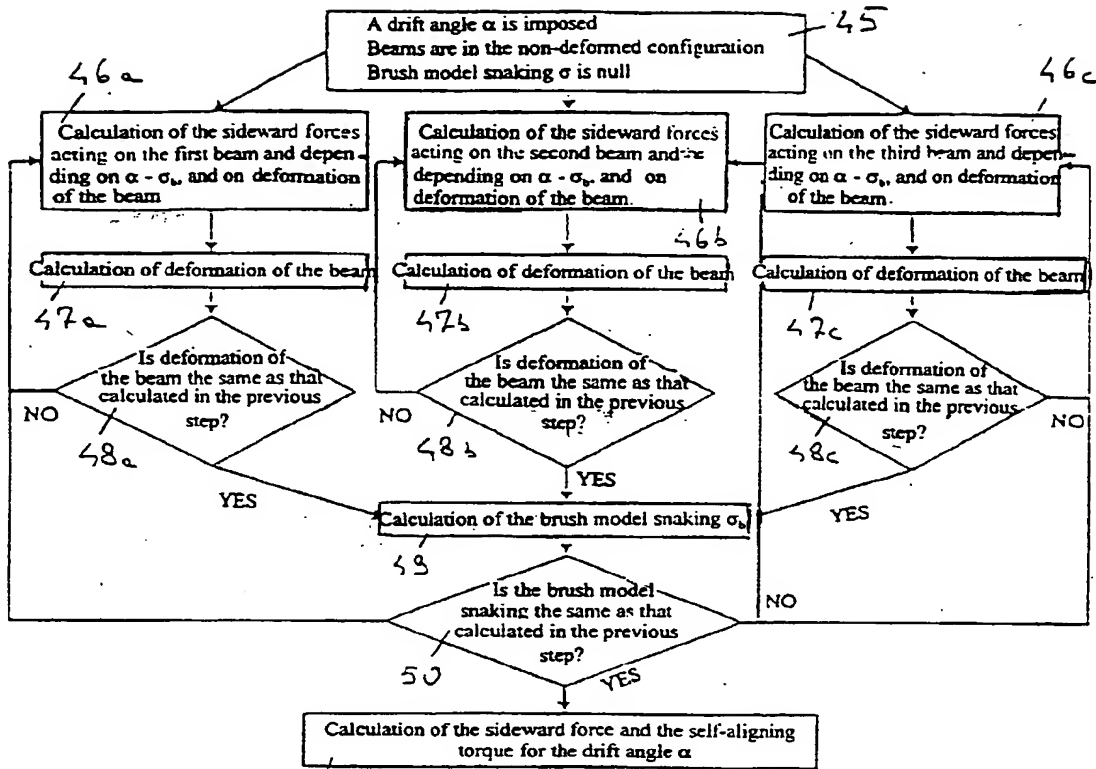 A drift angle α is imposed
Beams are in the non-deformed configuration
Brush model snaking σ is null
45
46a
46c
Calculation of the sideward forces
acting on the first beam and depen-
ding on α - σb, and on deformation
of the beam
Calculation of the sideward forces
acting on the second beam and the
depending on α - σb, and on
deformation of the beam.
46b
Calculation of the sideward forces
acting on the third beam and depen-
ding on α - σb, and on deformation
of the beam.
Calculation of deformation of the beam
47a
Calculation of deformation of the beam
47b
Calculation of deformation of the beam
47c
Is deformation of
the beam the same as that
calculated in the previous
step?
NO
48a
YES
Is deformation of
the beam the same as that
calculated in the previous
step?
NO
48b
YES
Is deformation of
the beam the same as that
calculated in the previous
step?
NO
48c
YES
Calculation of the brush model snaking σb
49
Is the brush model
snaking the same as that
calculated in the previous
step?
NO
50
YES
Calculation of the sideward force and the self-aligning
torque for the drift angle α